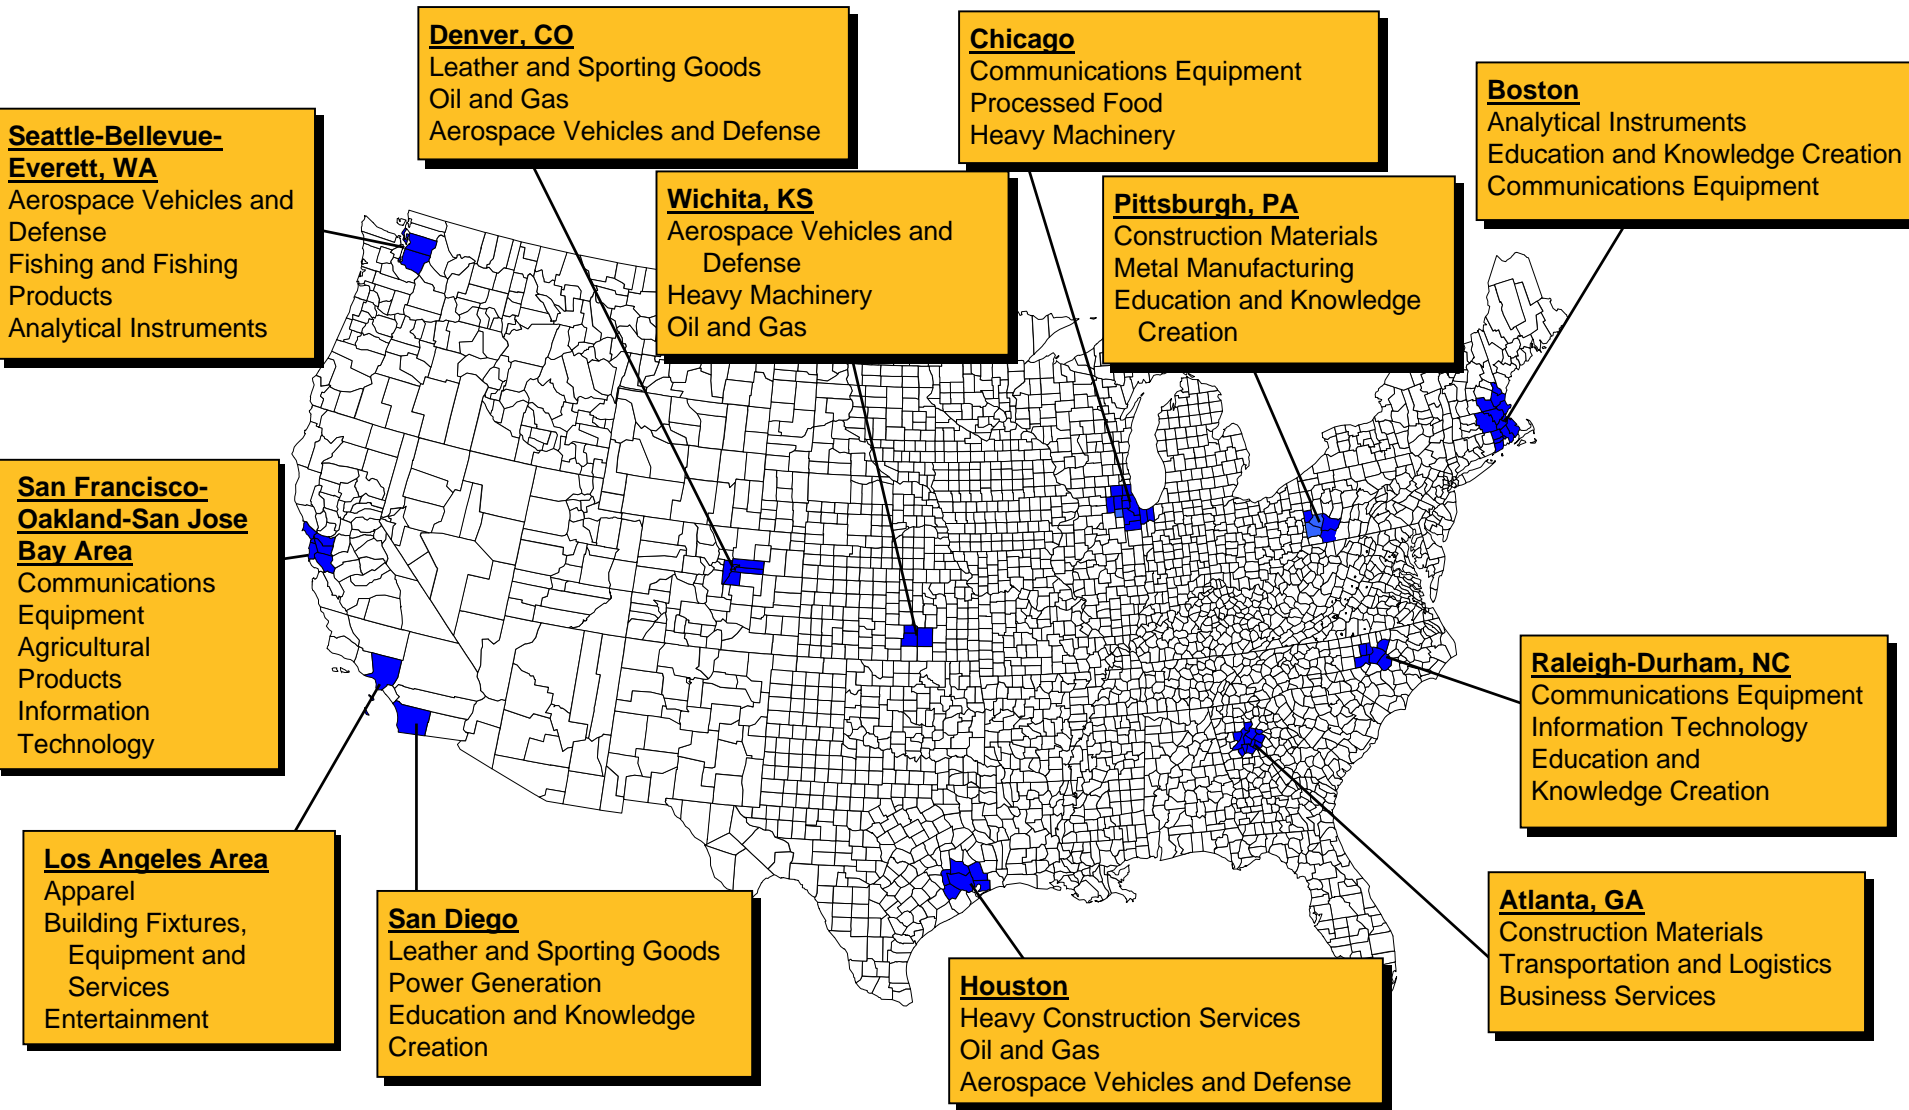 Denver, CO
Leather and Sporting Goods
Oil and Gas
Aerospace Vehicles and Defense
Chicago
Communications Equipment
Processed Food
Heavy Machinery
Boston
Analytical Instruments
Education and Knowledge Creation
Communications Equipment
Seattle-Bellevue-
Everett, WA
Aerospace Vehicles and
Defense
Fishing and Fishing
Products
Analytical Instruments
Wichita, KS
Aerospace Vehicles and
Defense
Heavy Machinery
Oil and Gas
Pittsburgh, PA
Construction Materials
Metal Manufacturing
Education and Knowledge
Creation
San Francisco-
Oakland-San Jose
Bay Area
Communications
Equipment
Agricultural
Products
Information
Technology
Raleigh-Durham, NC
Communications Equipment
Information Technology
Education and
Knowledge Creation
Los Angeles Area
Apparel
Building Fixtures,
Equipment and
Services
Entertainment
San Diego
Leather and Sporting Goods
Power Generation
Education and Knowledge
Creation
Houston
Heavy Construction Services
Oil and Gas
Aerospace Vehicles and Defense
Atlanta, GA
Construction Materials
Transportation and Logistics
Business Services